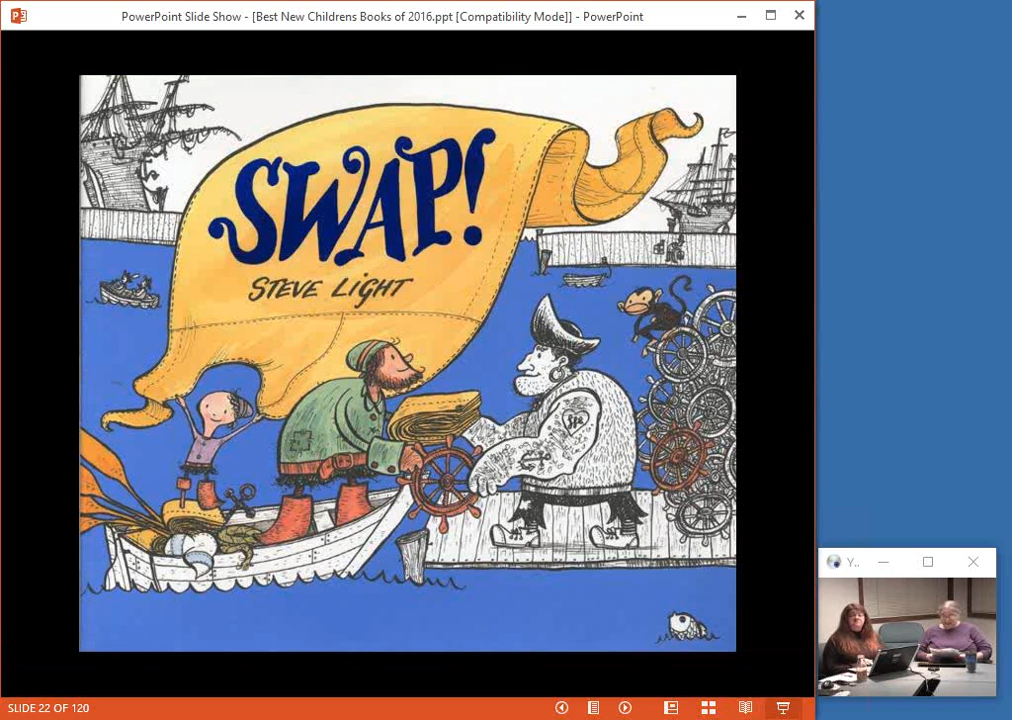 PowerPoint Slide Show - [Best New Childrens Books of 2016.ppt [Compatibility Mode]] - PowerPoint
SWAP!
STEVE LIGHT
Y..
SLIDE 22 OF 120